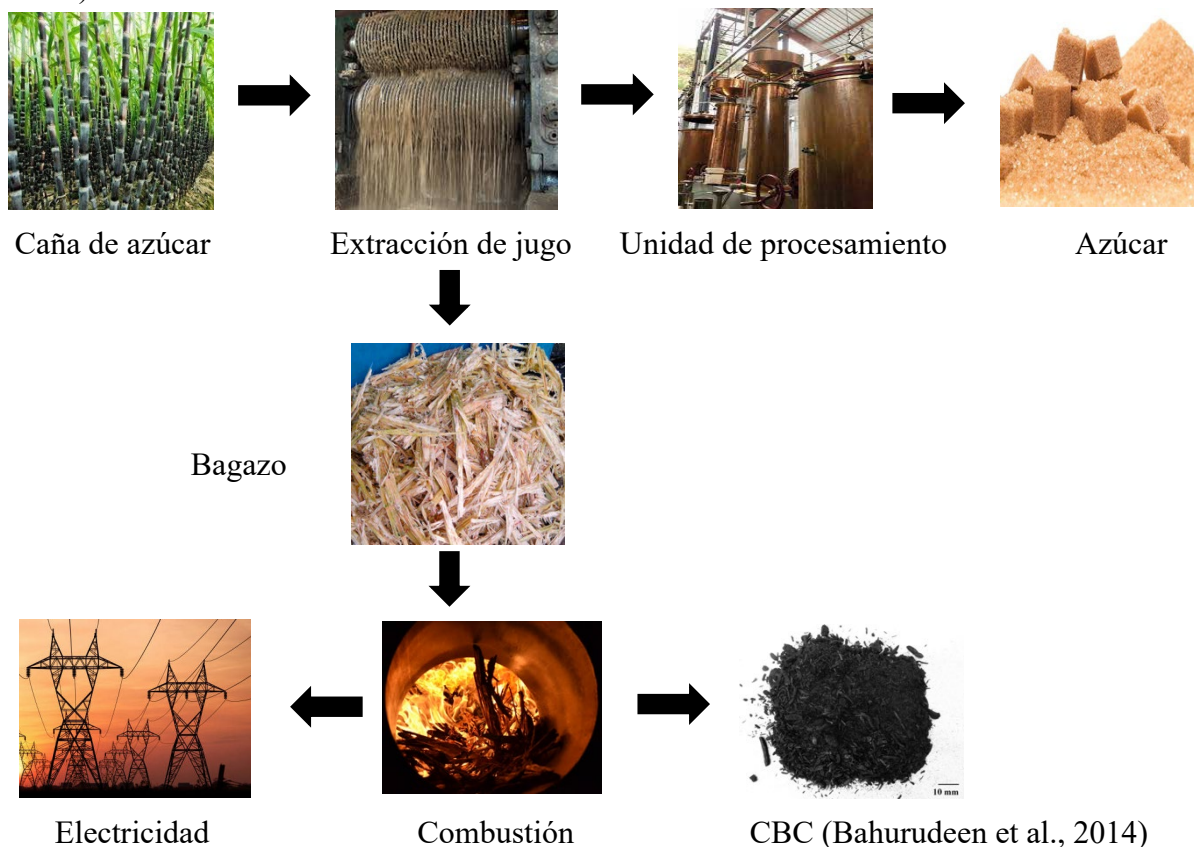 Caña de azúcar
Extracción de jugo
Unidad de procesamiento
Azúcar
Bagazo
10 mm
Electricidad
Combustión
CBC (Bahurudeen et al., 2014)